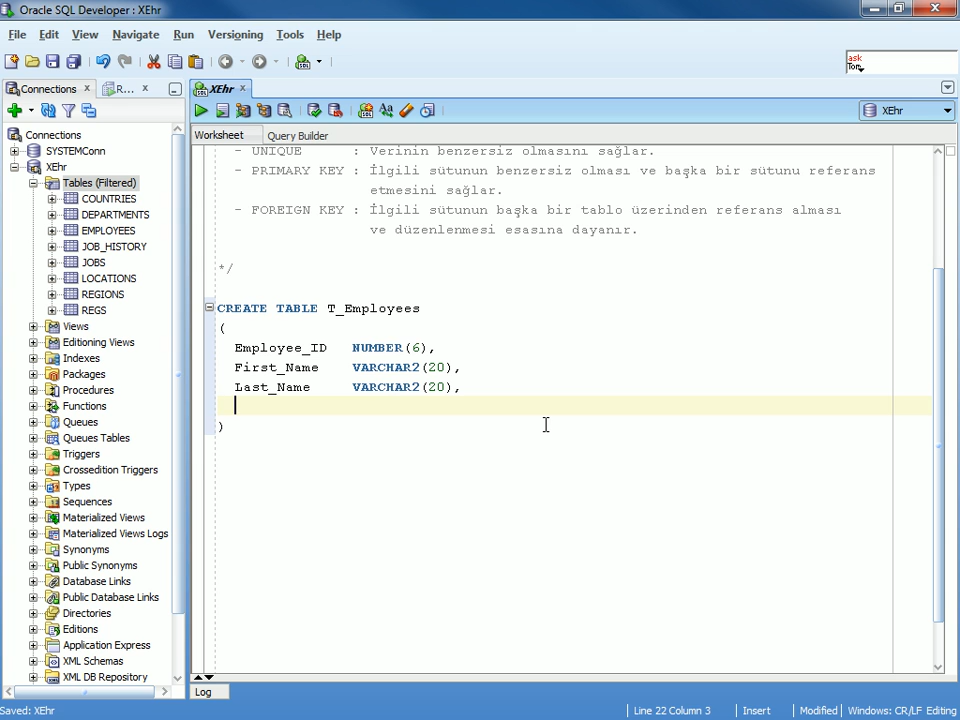 Oracle SQL Developer : XEhr
File Edit View Navigate Run Versioning Tools Help
ask
Tom
Connections R...
XEhr
XEhr
Worksheet Query Builder
Connections
SYSTEMConn
XEhr
Tables (Filtered)
COUNTRIES
DEPARTMENTS
EMPLOYEES
JOB_HISTORY
JOBS
LOCATIONS
REGIONS
REGS
Views
Editioning Views
Indexes
Packages
Procedures
Functions
Queues
Queues Tables
Triggers
Crossedition Triggers
Types
Sequences
Materialized Views
Materialized Views Logs
Synonyms
Public Synonyms
Database Links
Public Database Links
Directories
Editions
Application Express
XML Schemas
XML DB Repository
- UNIQUE : Verinin benzersiz olmasını sağlar.
- PRIMARY KEY : İlgili sütunun benzersiz olması ve başka bir sütunu referans
etmesini sağlar.
- FOREIGN KEY : İlgili sütunun başka bir tablo üzerinden referans alması
ve düzenlenmesi esasına dayanır.
*/
CREATE TABLE T_Employees
(
Employee_ID NUMBER(6),
First_Name VARCHAR2(20),
Last_Name VARCHAR2(20),
)
Log
Saved: XEhr
Line 22 Column 3 Insert Modified Windows: CR/LF Editing